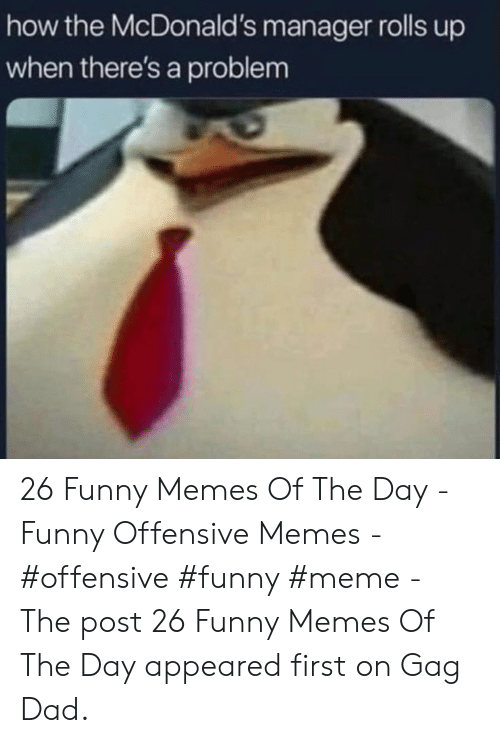 how the McDonald's manager rolls up
when there's a problem
26 Funny Memes Of The Day -
Funny Offensive Memes -
#offensive #funny #meme -
The post 26 Funny Memes Of
The Day appeared first on Gag
Dad.